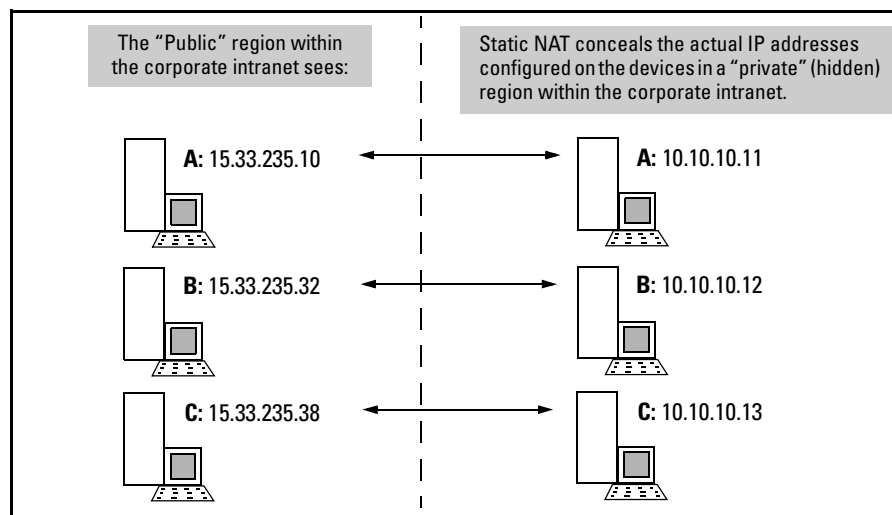 The “Public” region within
the corporate intranet sees:
Static NAT conceals the actual IP addresses
configured on the devices in a “private” (hidden)
region within the corporate intranet.
A: 15.33.235.10
A: 10.10.10.11
B: 15.33.235.32
B: 10.10.10.12
C: 15.33.235.38
C: 10.10.10.13